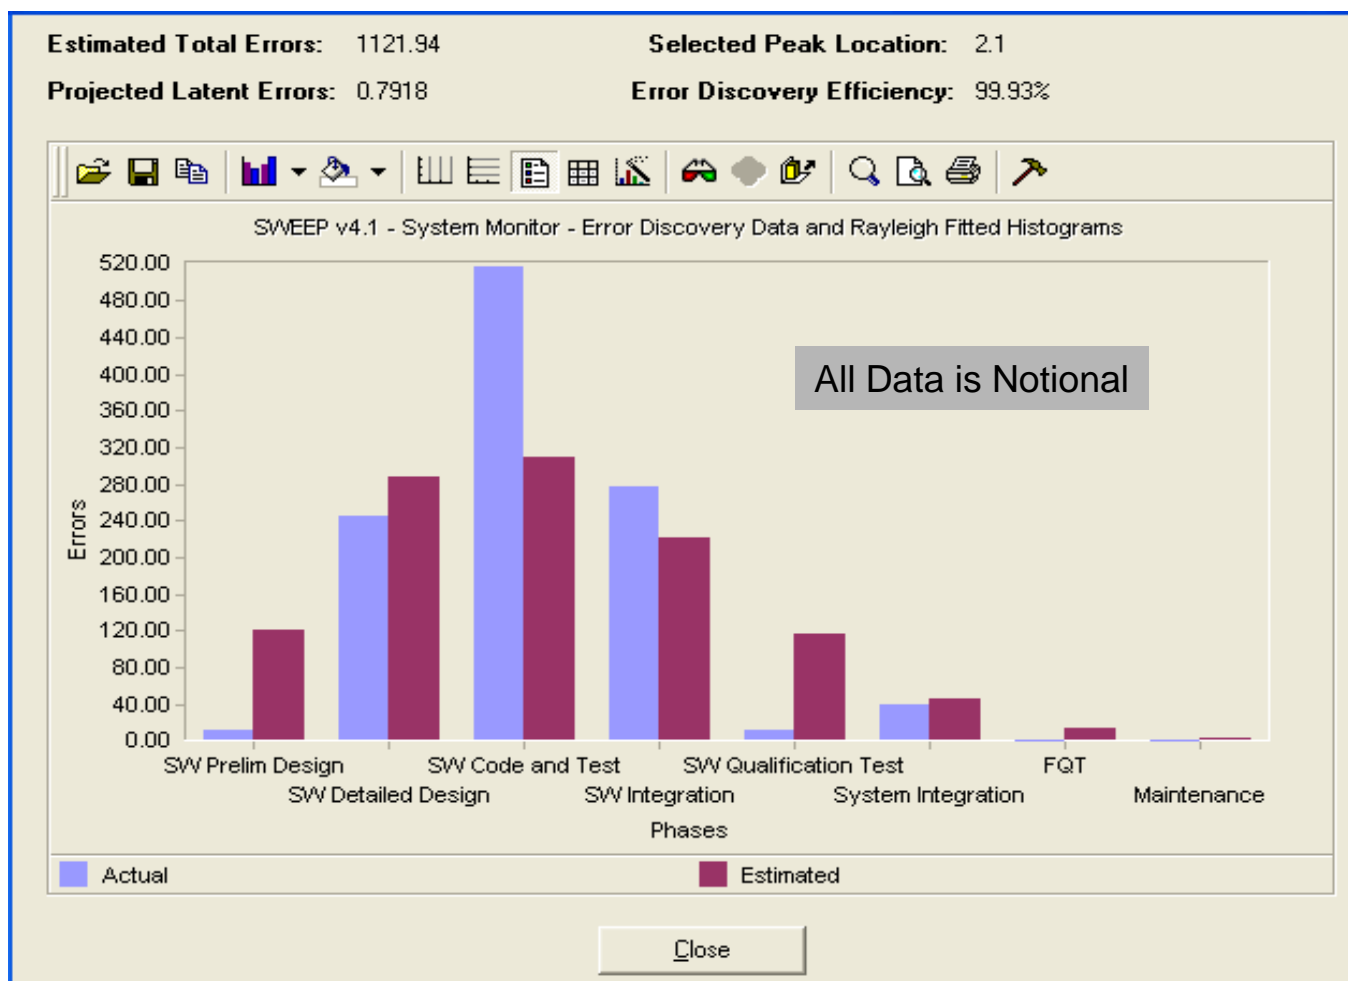 Estimated Total Errors: 1121.94 Selected Peak Location: 2.1
Projected Latent Errors: 0.7918 Error Discovery Efficiency: 99.93%
SWEEP v4.1 - System Monitor - Error Discovery Data and Rayleigh Fitted Histograms
520.00
480.00
440.00
400.00
360.00
320.00
280.00
240.00
200.00
160.00
120.00
80.00
40.00
0.00
Errors
All Data is Notional
SW Prelim Design SW Code and Test SW Qualification Test FQT
SW Detailed Design SW Integration System Integration Maintenance
Phases
Actual Estimated
Close